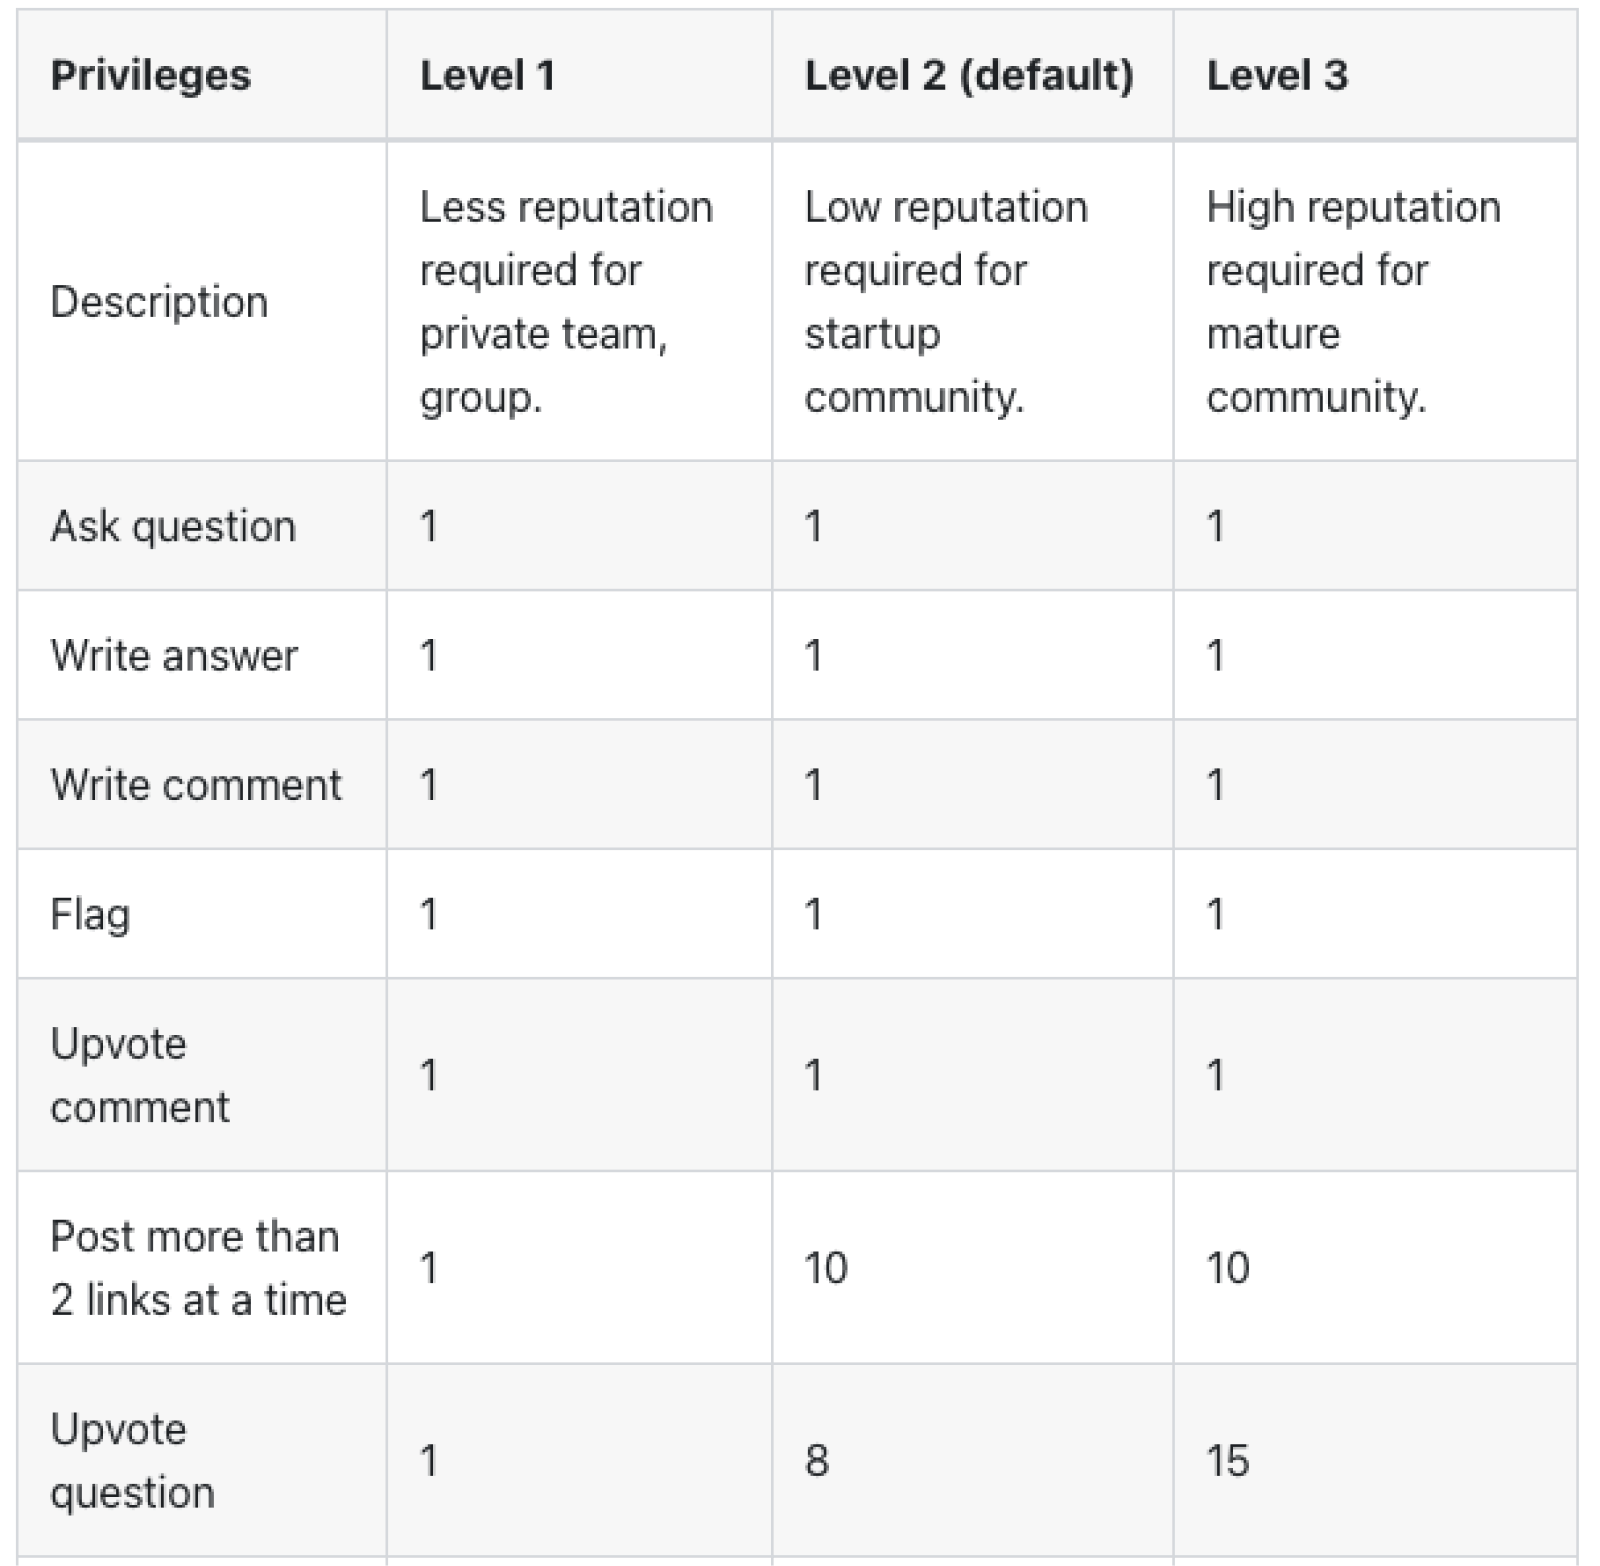 Privileges Level 1 Level 2 (default) Level 3
Description Less reputation required for private team, group. Low reputation required for startup community. High reputation required for mature community.
Ask question 1 1 1
Write answer 1 1 1
Write comment 1 1 1
Flag 1 1 1
Upvote comment 1 1 1
Post more than 2 links at a time 1 10 10
Upvote question 1 8 15